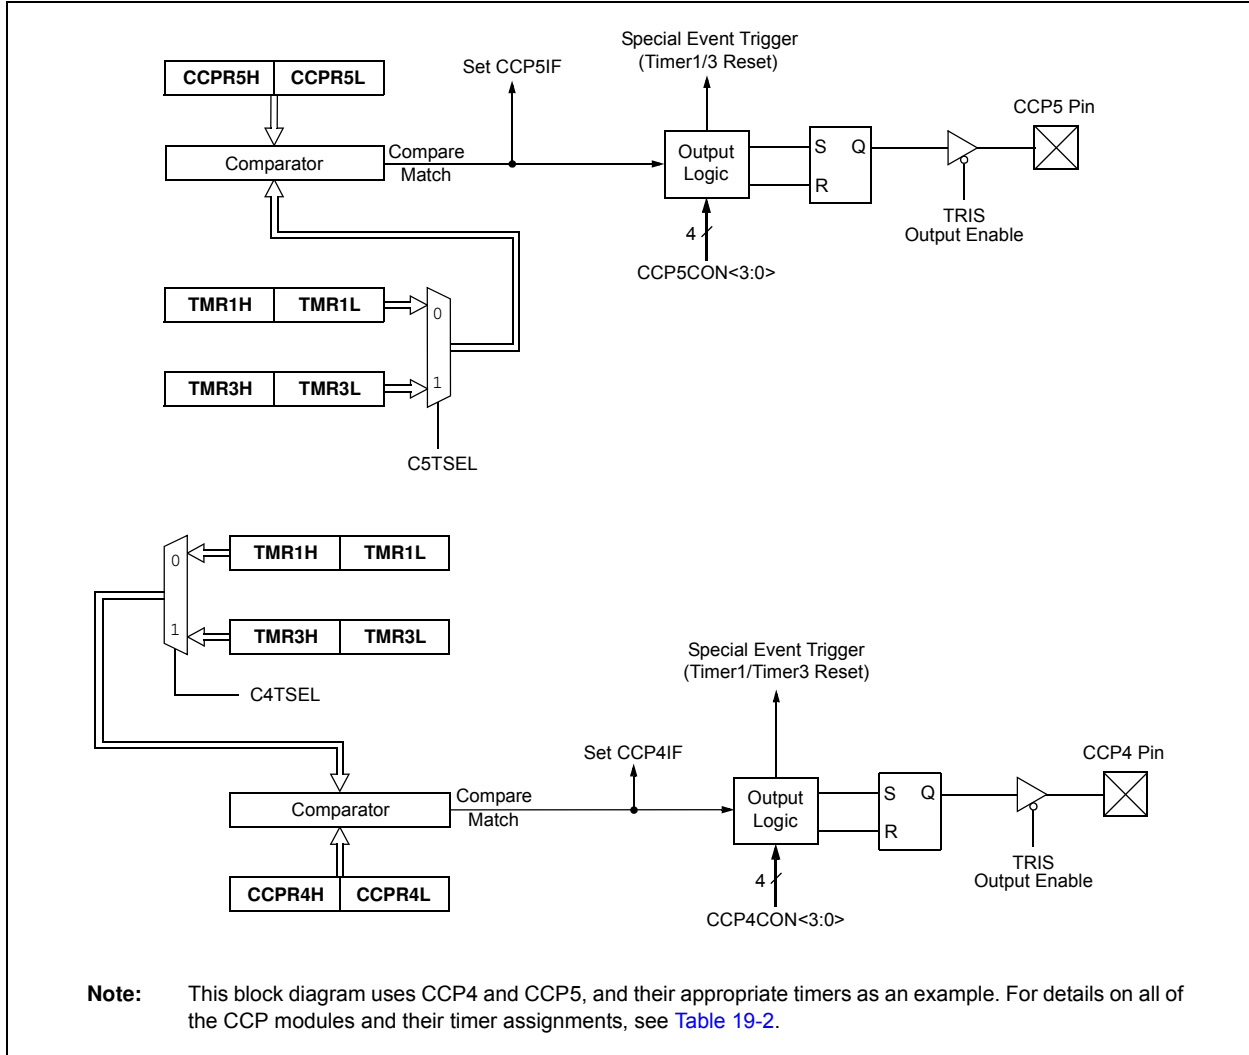 Special Event Trigger
(Timer1/3 Reset)
Set CCP5IF
CCPR5H CCPR5L
CCP5 Pin
Comparator
Compare
Match
Output
Logic
S Q
R
TRIS
Output Enable
4
CCP5CON<3:0>
TMR1H TMR1L
0
TMR3H TMR3L
1
C5TSEL
0
TMR1H TMR1L
1
TMR3H TMR3L
C4TSEL
Special Event Trigger
(Timer1/Timer3 Reset)
Set CCP4IF
CCP4 Pin
Comparator
Compare
Match
Output
Logic
S Q
R
TRIS
Output Enable
4
CCPR4H CCPR4L
CCP4CON<3:0>
Note: This block diagram uses CCP4 and CCP5, and their appropriate timers as an example. For details on all of
the CCP modules and their timer assignments, see Table 19-2.